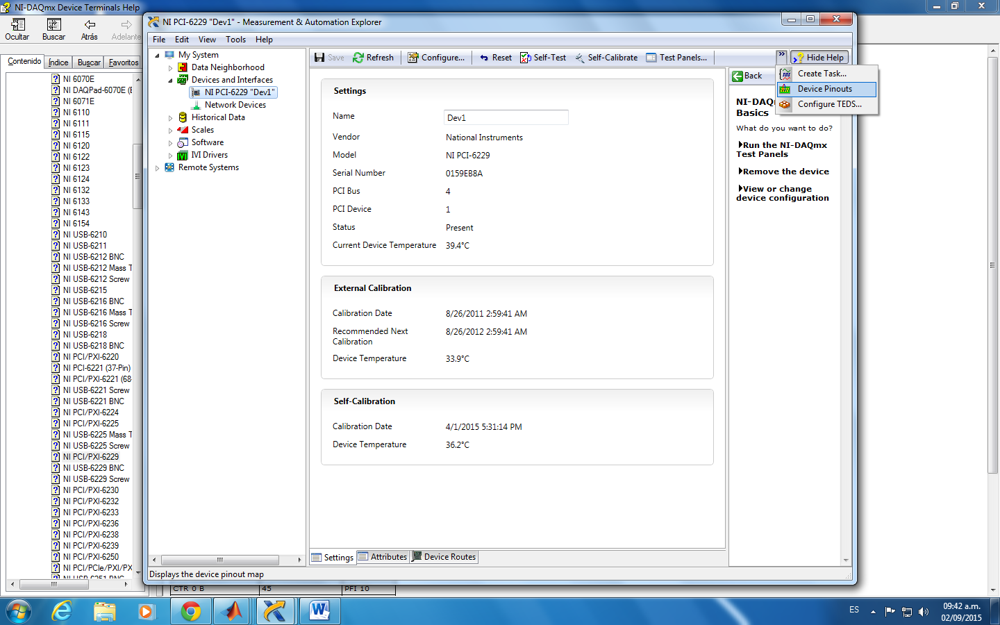 NI-DAQmx Device Terminals Help
Ocultar
Buscar
Atrás
Adelante
Contenido
Índice
Buscar
Favoritos
NI 6070E
NI DAQPad-6070E (E
NI 6071E
NI 6110
NI 6111
NI 6115
NI 6120
NI 6122
NI 6123
NI 6124
NI 6132
NI 6133
NI 6143
NI 6154
NI USB-6210
NI USB-6211
NI USB-6212 BNC
NI USB-6212 Mass T
NI USB-6212 Screw
NI USB-6215
NI USB-6216 BNC
NI USB-6216 Mass T
NI USB-6216 Screw
NI USB-6218
NI USB-6218 BNC
NI PCI/PXI-6220
NI PCI-6221 (37-Pin)
NI PCI/PXI-6221 (68-
NI USB-6221 Screw
NI USB-6221 BNC
NI PCI/PXI-6224
NI PCI/PXI-6225
NI USB-6225 Mass T
NI USB-6225 Screw
NI PCI/PXI-6229
NI USB-6229 BNC
NI USB-6229 Screw
NI PCI/PXI-6230
NI PCI/PXI-6232
NI PCI/PXI-6233
NI PCI/PXI-6236
NI PCI/PXI-6238
NI PCI/PXI-6239
NI PCI/PXI-6250
NI PCI/PCIe/PXI/PX
NI USB-6251 BNC
NI PCI-6229 "Dev1" - Measurement & Automation Explorer
File Edit View Tools Help
My System
Data Neighborhood
Devices and Interfaces
NI PCI-6229 "Dev1"
Network Devices
Historical Data
Scales
Software
IVI Drivers
Remote Systems
Save Refresh Configure... Reset Self-Test Self-Calibrate Test Panels... » Hide Help
Create Task...
Device Pinouts
Configure TEDS...
Settings
Name Dev1
Vendor National Instruments
Model NI PCI-6229
Serial Number 0159EB8A
PCI Bus 4
PCI Device 1
Status Present
Current Device Temperature 39.4°C
External Calibration
Calibration Date 8/26/2011 2:59:41 AM
Recommended Next 8/26/2012 2:59:41 AM
Calibration
Device Temperature 33.9°C
Self-Calibration
Calibration Date 4/1/2015 5:31:14 PM
Device Temperature 36.2°C
Back
Basics
What do you want to do?
Run the NI-DAQmx
Test Panels
Remove the device
View or change
device configuration
Settings Attributes Device Routes
Displays the device pinout map
CTR 0 B 45 PFI 10
ES
09:42 a.m.
02/09/2015